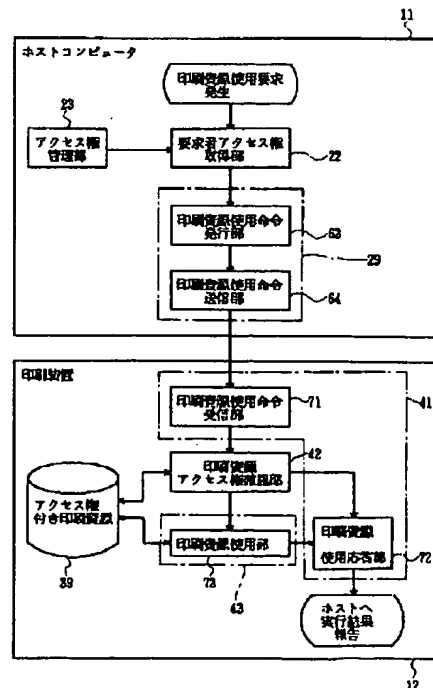 11
ホストコンピュータ
印刷資源使用要求
発生
23
アクセス権
管理部
要求者アクセス権
取得部
22
印刷資源使用命令
発行部
63
29
印刷資源使用命令
送信部
64
印刷装置
印刷資源使用命令
受信部
71
41
42
印刷資源
アクセス権確認部
アクセス権
付き印刷資源
39
印刷資源使用部
73
43
印刷資源
使用応答部
72
ホストへ
実行結果
報告
12